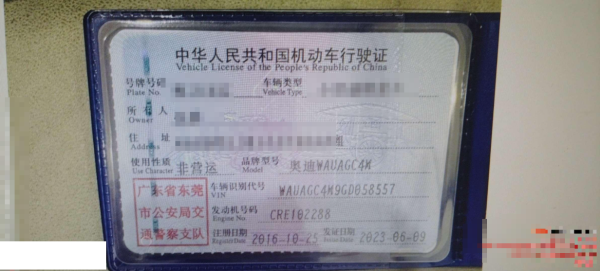 中华人民共和国机动车行驶证
Vehicle License of the People's Republic of China
号牌号码 车辆类型
Plate No. Vehicle Type
所有人
Owner
住址
Address
组
使用性质 非营运 品牌型号 奥迪WAUAGC4M
Use Character Model
广东省东莞
市公安局交
通警察支队
车辆识别代号 WAUAGC4M9GD058557
VIN
发动机号码 CREI02288
Engine No.
注册日期 2016-10-25 发证日期 2023-06-09
Register Date Issue Date